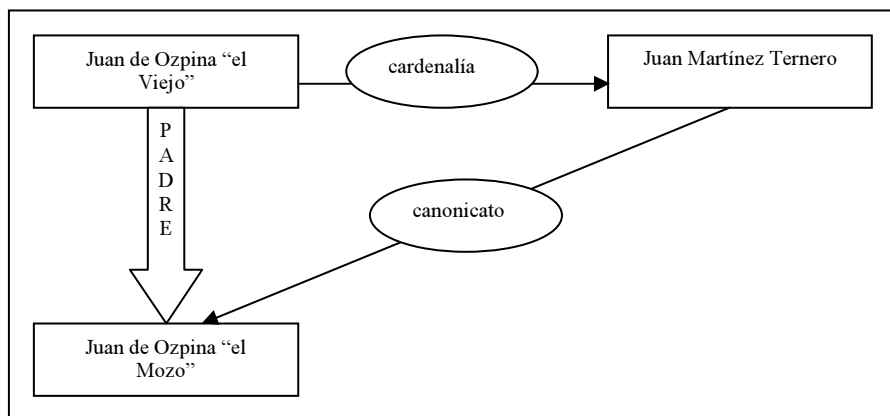 Juan de Ozpina “el
Viejo”
cardenalía
Juan Martínez Ternero
P
A
D
R
E
canonicato
Juan de Ozpina “el
Mozo”